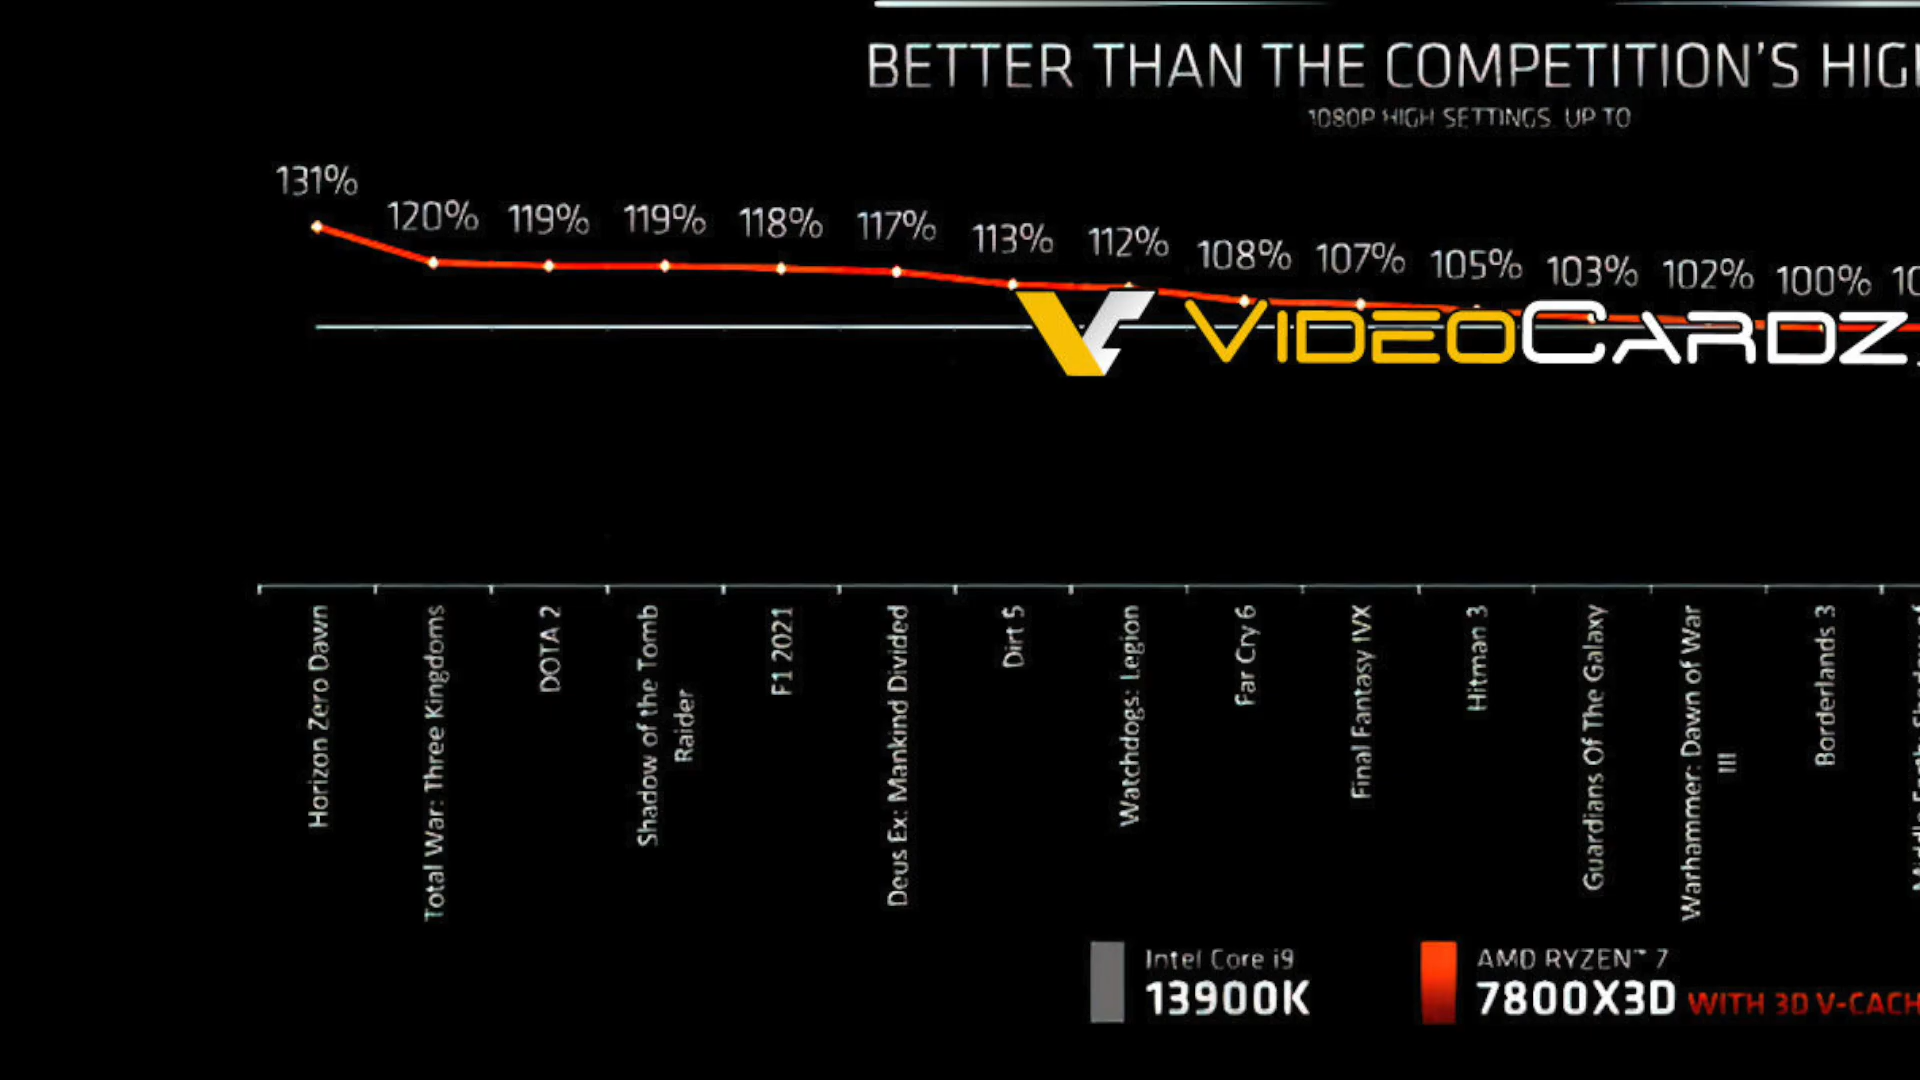 BETTER THAN THE COMPETITION'S
1080P HIGH SETTINGS. UP TO
131% 120% 119% 119% 118% 117% 113% 112% 108% 107% 105% 103% 102% 100%
VIDEOCARDZ
Horizon Zero Dawn
Total War: Three Kingdoms
DOTA 2
Shadow of the Tomb
Raider
F1 2021
Deus Ex: Mankind Divided
Dirt 5
Watchdogs: Legion
Far Cry 6
Final Fantasy IVX
Hitman 3
Guardians Of The Galaxy
Warhammer: Dawn of War
III
Borderlands 3
Intel Core i9
13900K
AMD RYZEN™ 7
7800X3D WITH 3D V-CACH